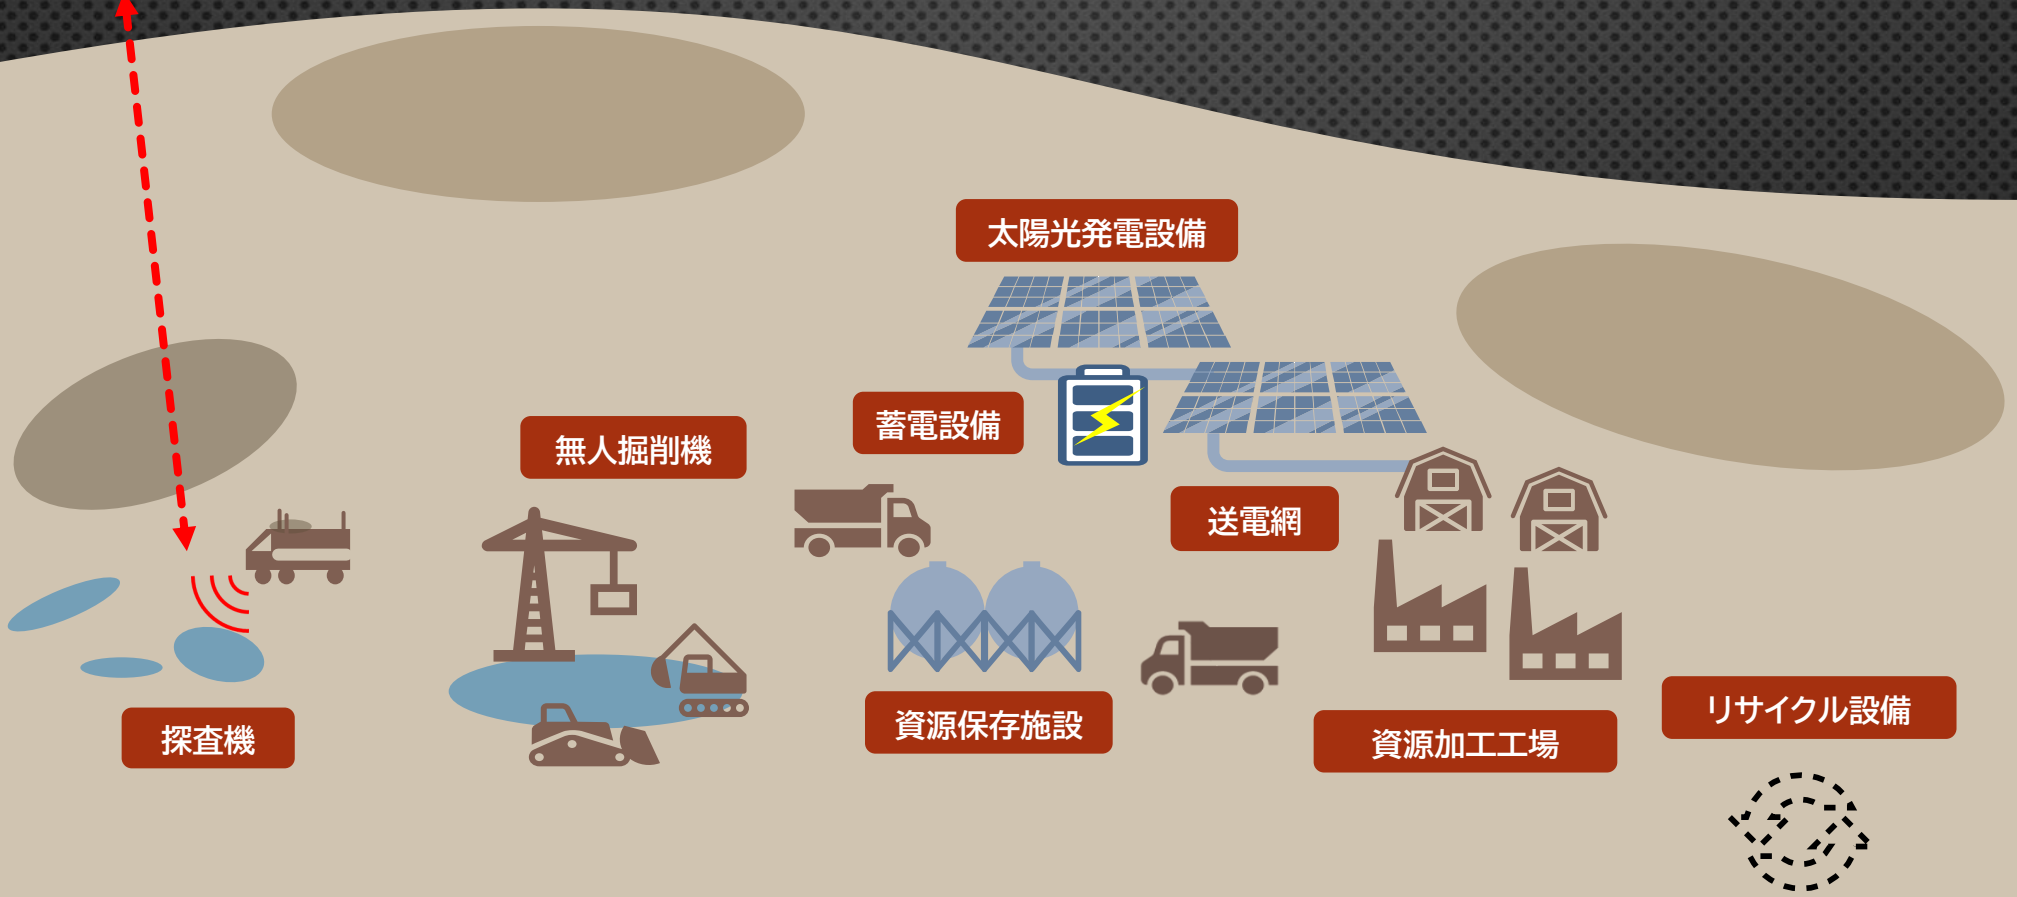 太陽光発電設備
蓄電設備
無人掘削機
送電網
探査機
資源保存施設
資源加工工場
リサイクル設備